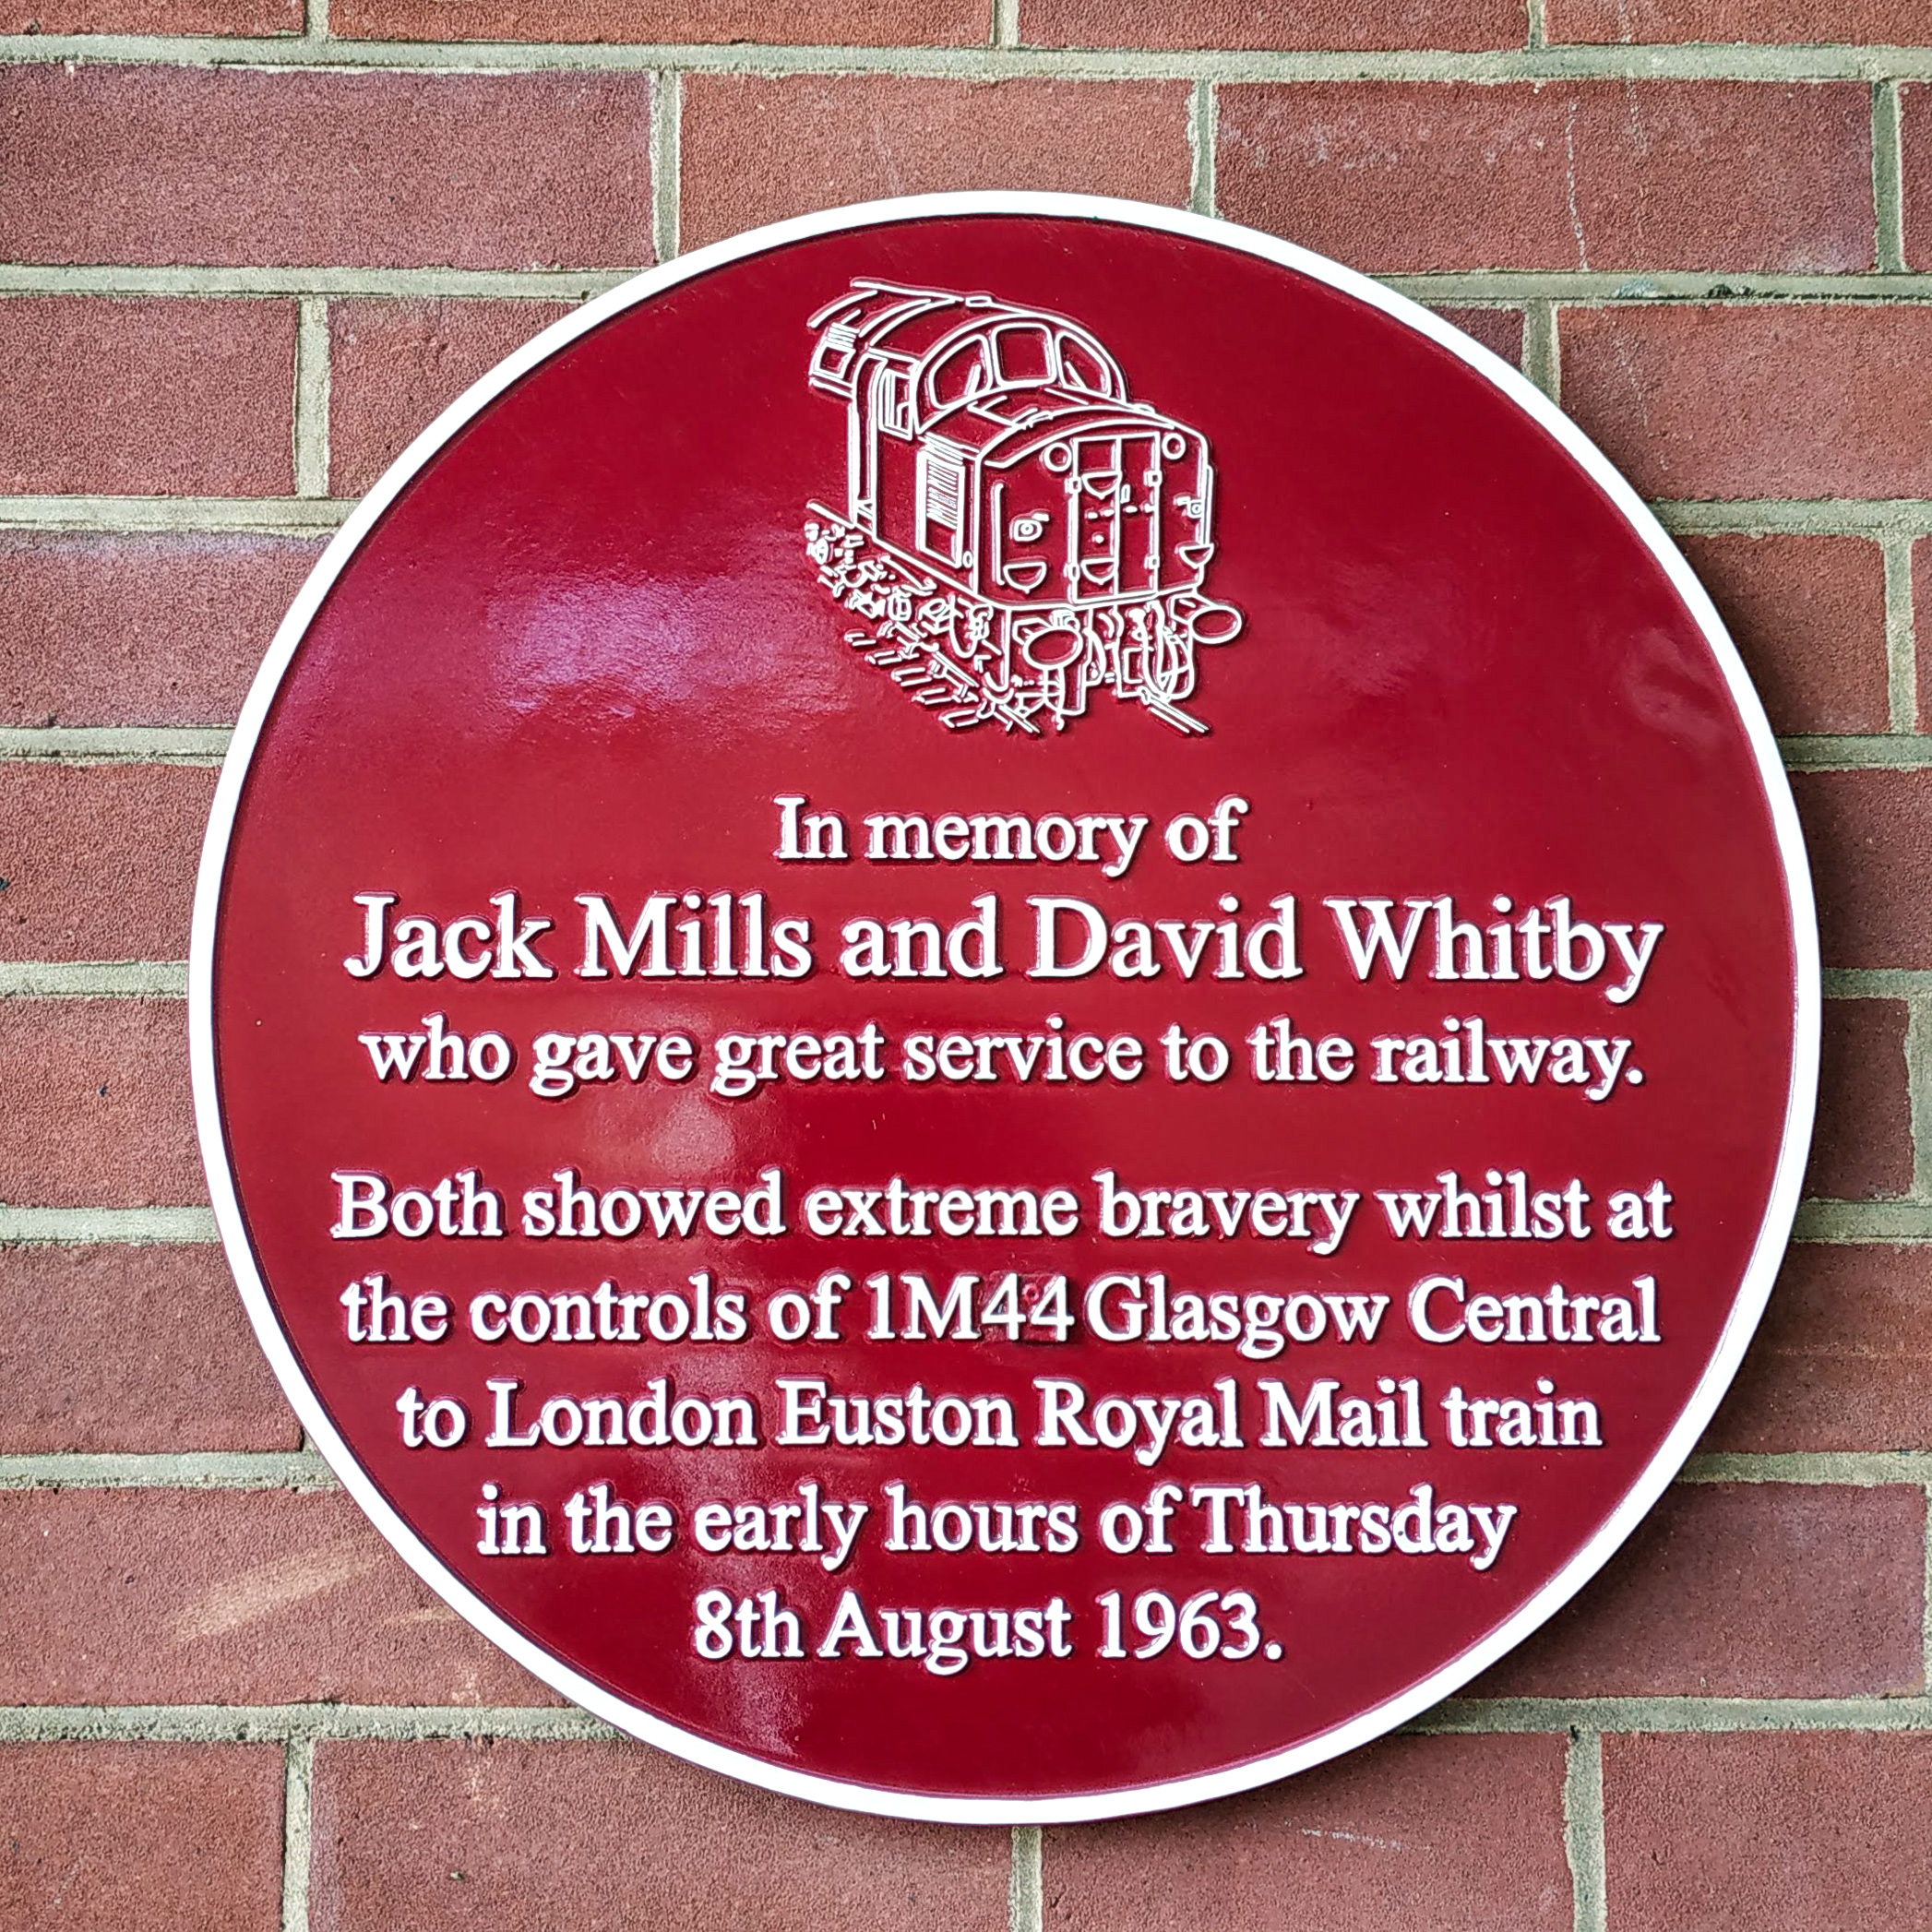 In memory of
Jack Mills and David Whitby
who gave great service to the railway.
Both showed extreme bravery whilst at
the controls of 1M44 Glasgow Central
to London Euston Royal Mail train
in the early hours of Thursday
8th August 1963.